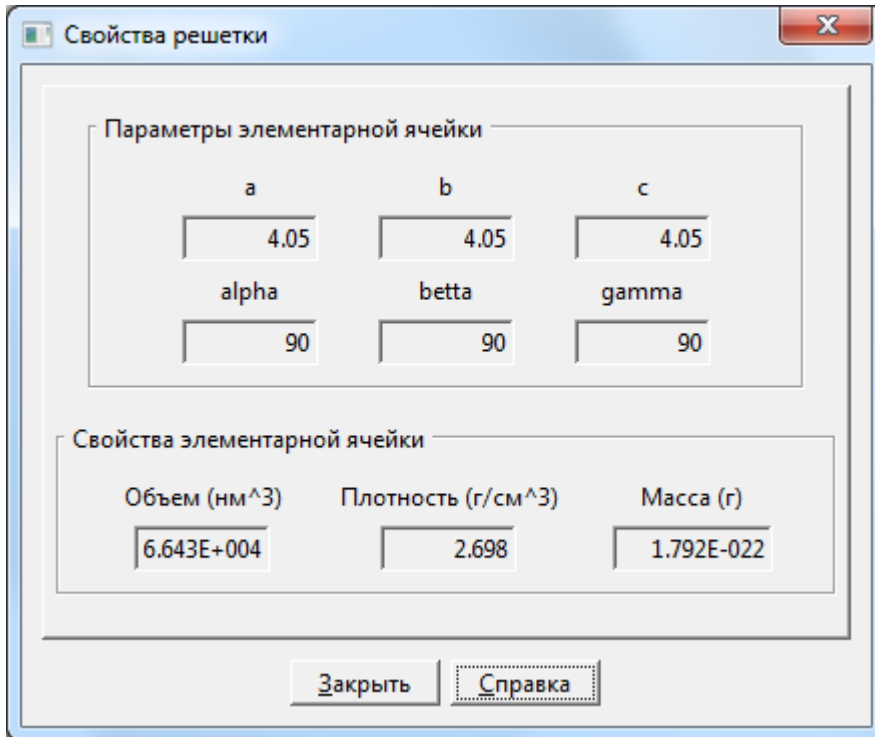 Свойства решетки
Параметры элементарной ячейки
a b c
4.05 4.05 4.05
alpha betta gamma
90 90 90
Свойства элементарной ячейки
Объем (нм^3) Плотность (г/см^3) Масса (г)
6.643E+004 2.698 1.792E-022
Закрыть Справка